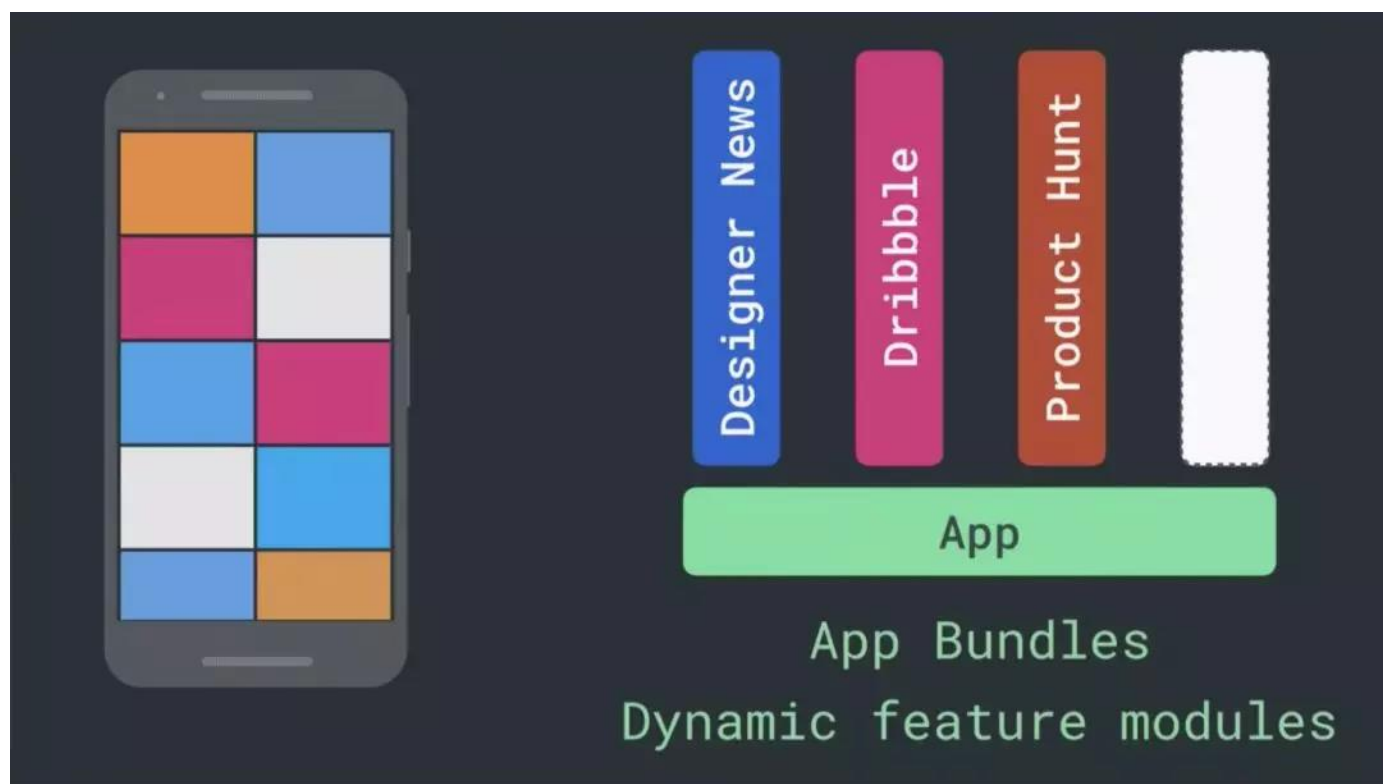 Designer News
Dribbble
Product Hunt
App
App Bundles
Dynamic feature modules